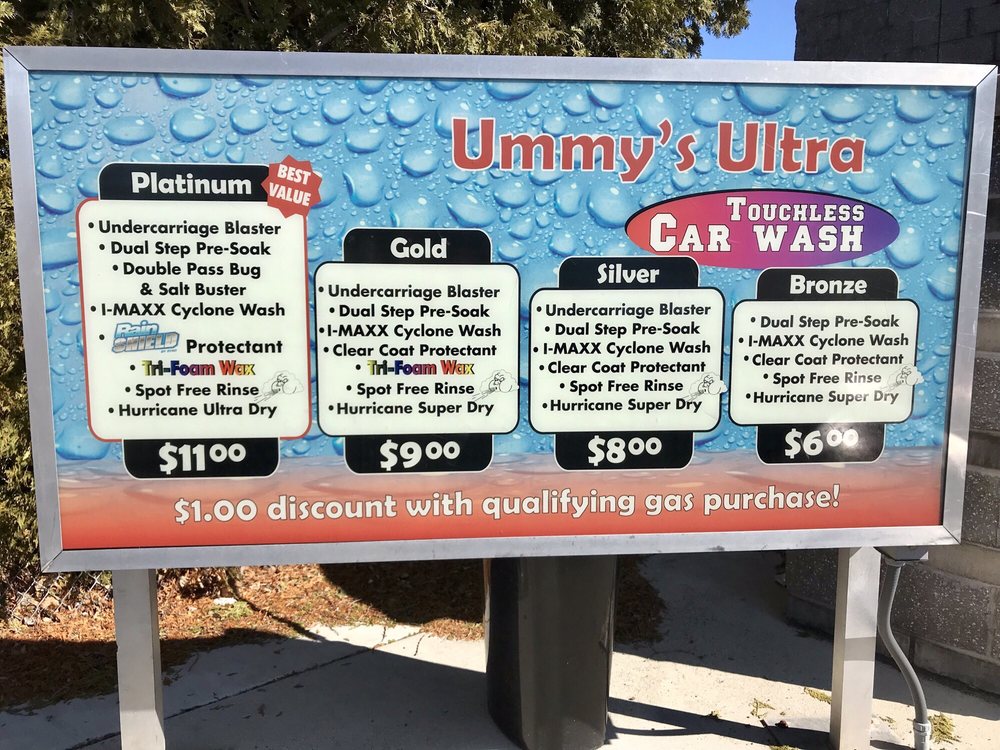 Ummy's Ultra
TOUCHLESS
CAR WASH
Platinum
BEST
VALUE
• Undercarriage Blaster
• Dual Step Pre-Soak
• Double Pass Bug
& Salt Buster
• I-MAXX Cyclone Wash
• Rain SHIELD Protectant
• Tri-Foam Wax
• Spot Free Rinse
• Hurricane Ultra Dry
$11.00
Gold
• Undercarriage Blaster
• Dual Step Pre-Soak
• I-MAXX Cyclone Wash
• Clear Coat Protectant
• Tri-Foam Wax
• Spot Free Rinse
• Hurricane Super Dry
$9.00
Silver
• Undercarriage Blaster
• Dual Step Pre-Soak
• I-MAXX Cyclone Wash
• Clear Coat Protectant
• Spot Free Rinse
• Hurricane Super Dry
$8.00
Bronze
• Dual Step Pre-Soak
• I-MAXX Cyclone Wash
• Clear Coat Protectant
• Spot Free Rinse
• Hurricane Super Dry
$6.00
$1.00 discount with qualifying gas purchase!